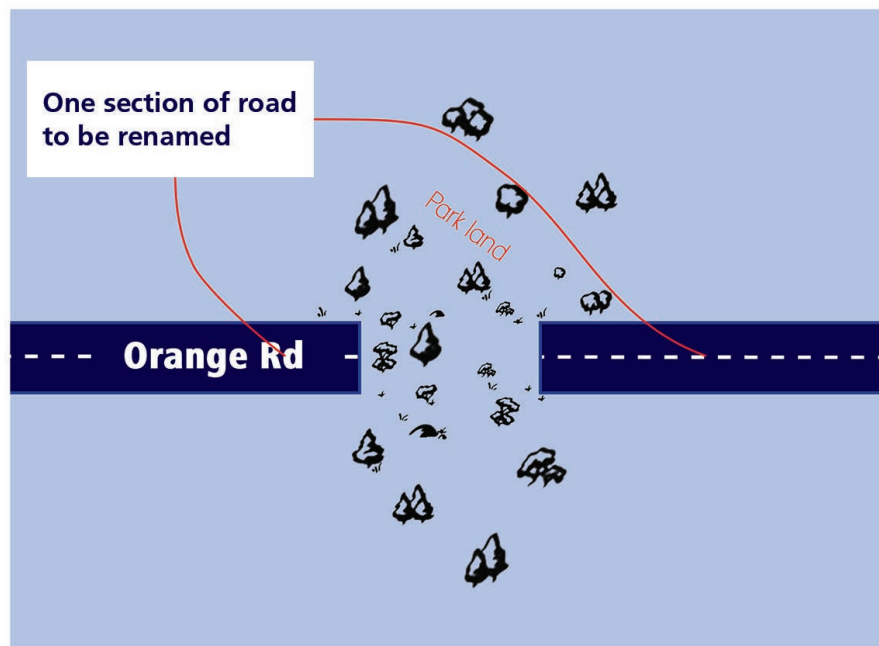 One section of road
to be renamed
Park land
Orange Rd